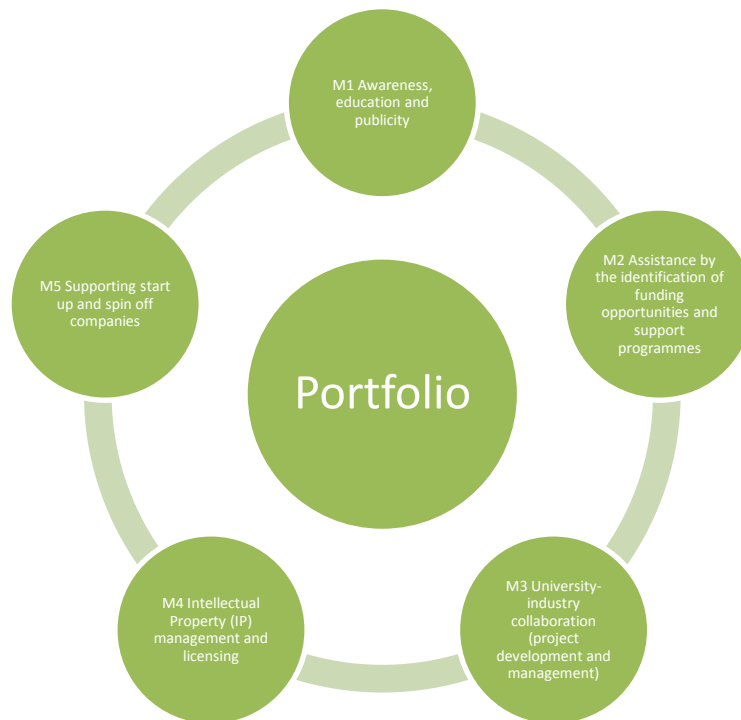 M1 Awareness,
education and
publicity
M2 Assistance by
the identification of
funding
opportunities and
support
programmes
M5 Supporting start
up and spin off
companies
Portfolio
M3 University-
industry
collaboration
(project
development and
management)
M4 Intellectual
Property (IP)
management and
licensing